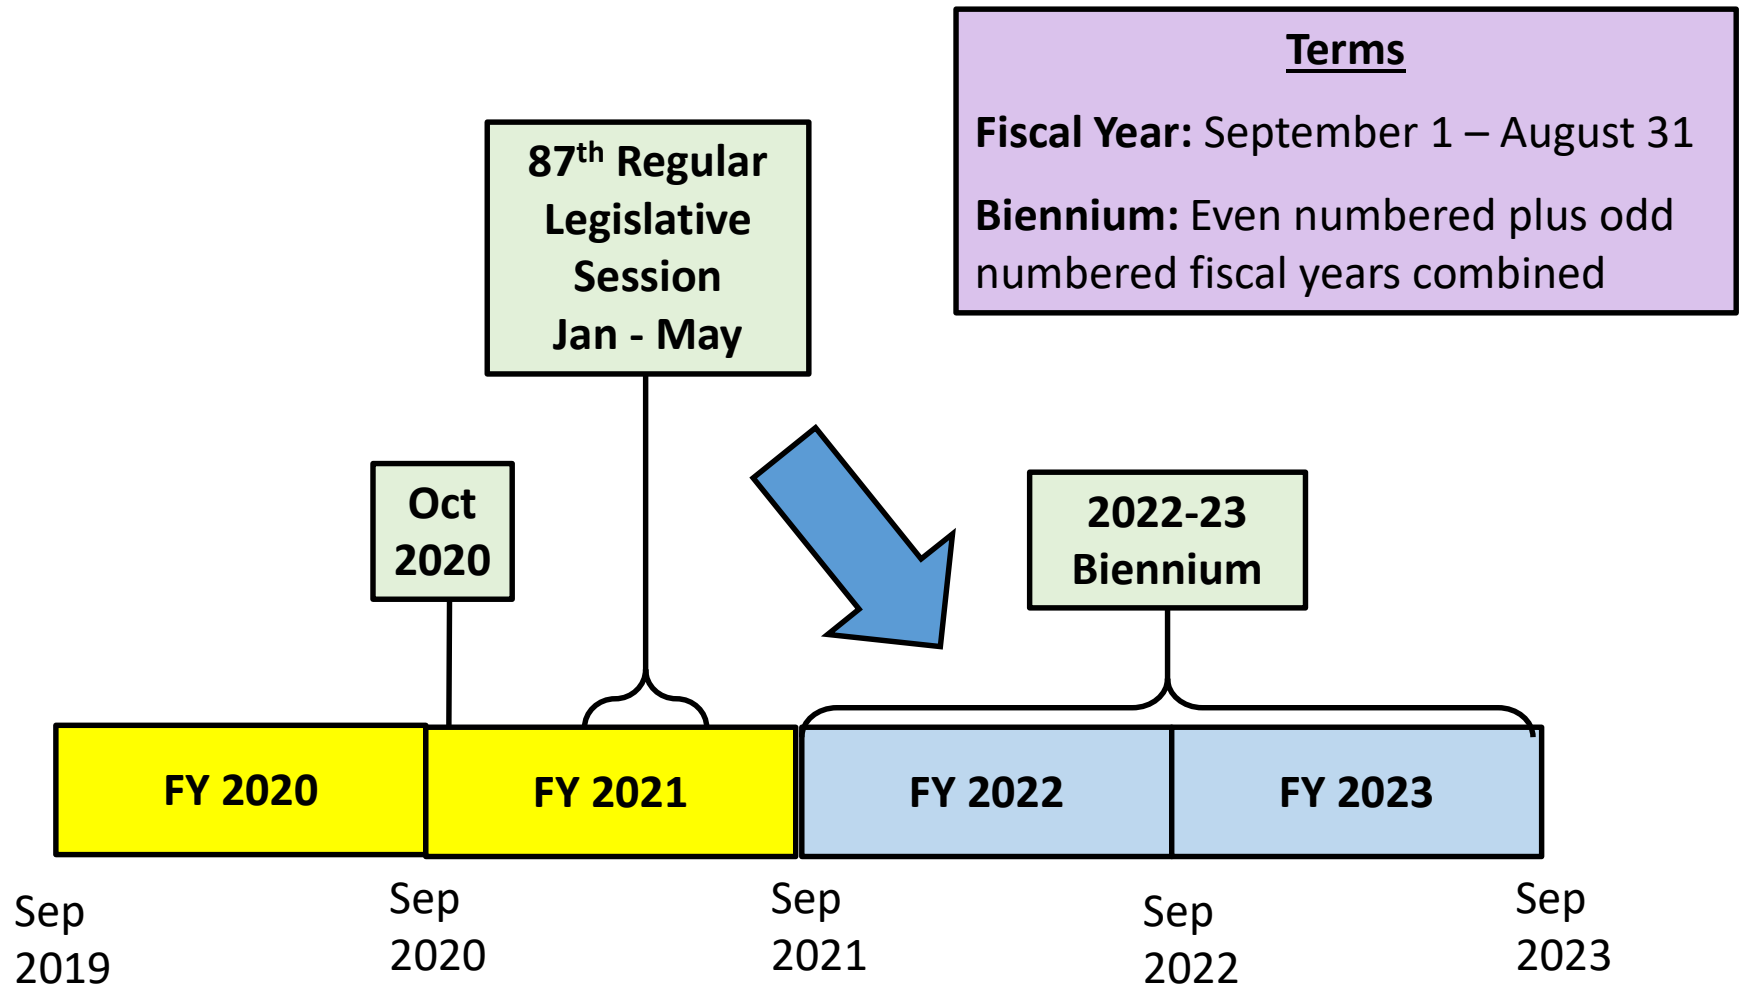 Terms
Fiscal Year: September 1 – August 31
Biennium: Even numbered plus odd
numbered fiscal years combined
87th Regular
Legislative
Session
Jan - May
Oct
2020
2022-23
Biennium
FY 2020
FY 2021
FY 2022
FY 2023
Sep
2019
Sep
2020
Sep
2021
Sep
2022
Sep
2023